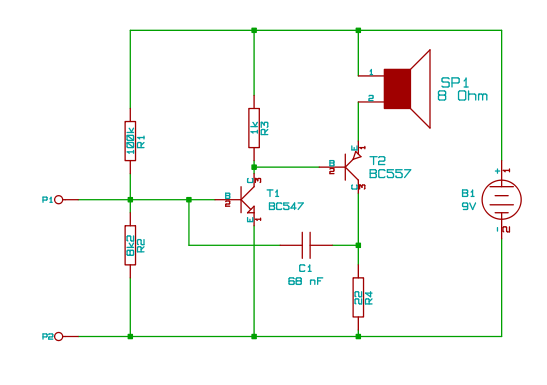 1
SP1
8 Ohm
2
100k
R1
1k
R3
E
1
B
2
T2
BC557
C
3
+
1
B1
9V
-
2
C
3
P1
B
2
T1
BC547
E
1
8k2
R2
C1
68 nF
22
R4
P2